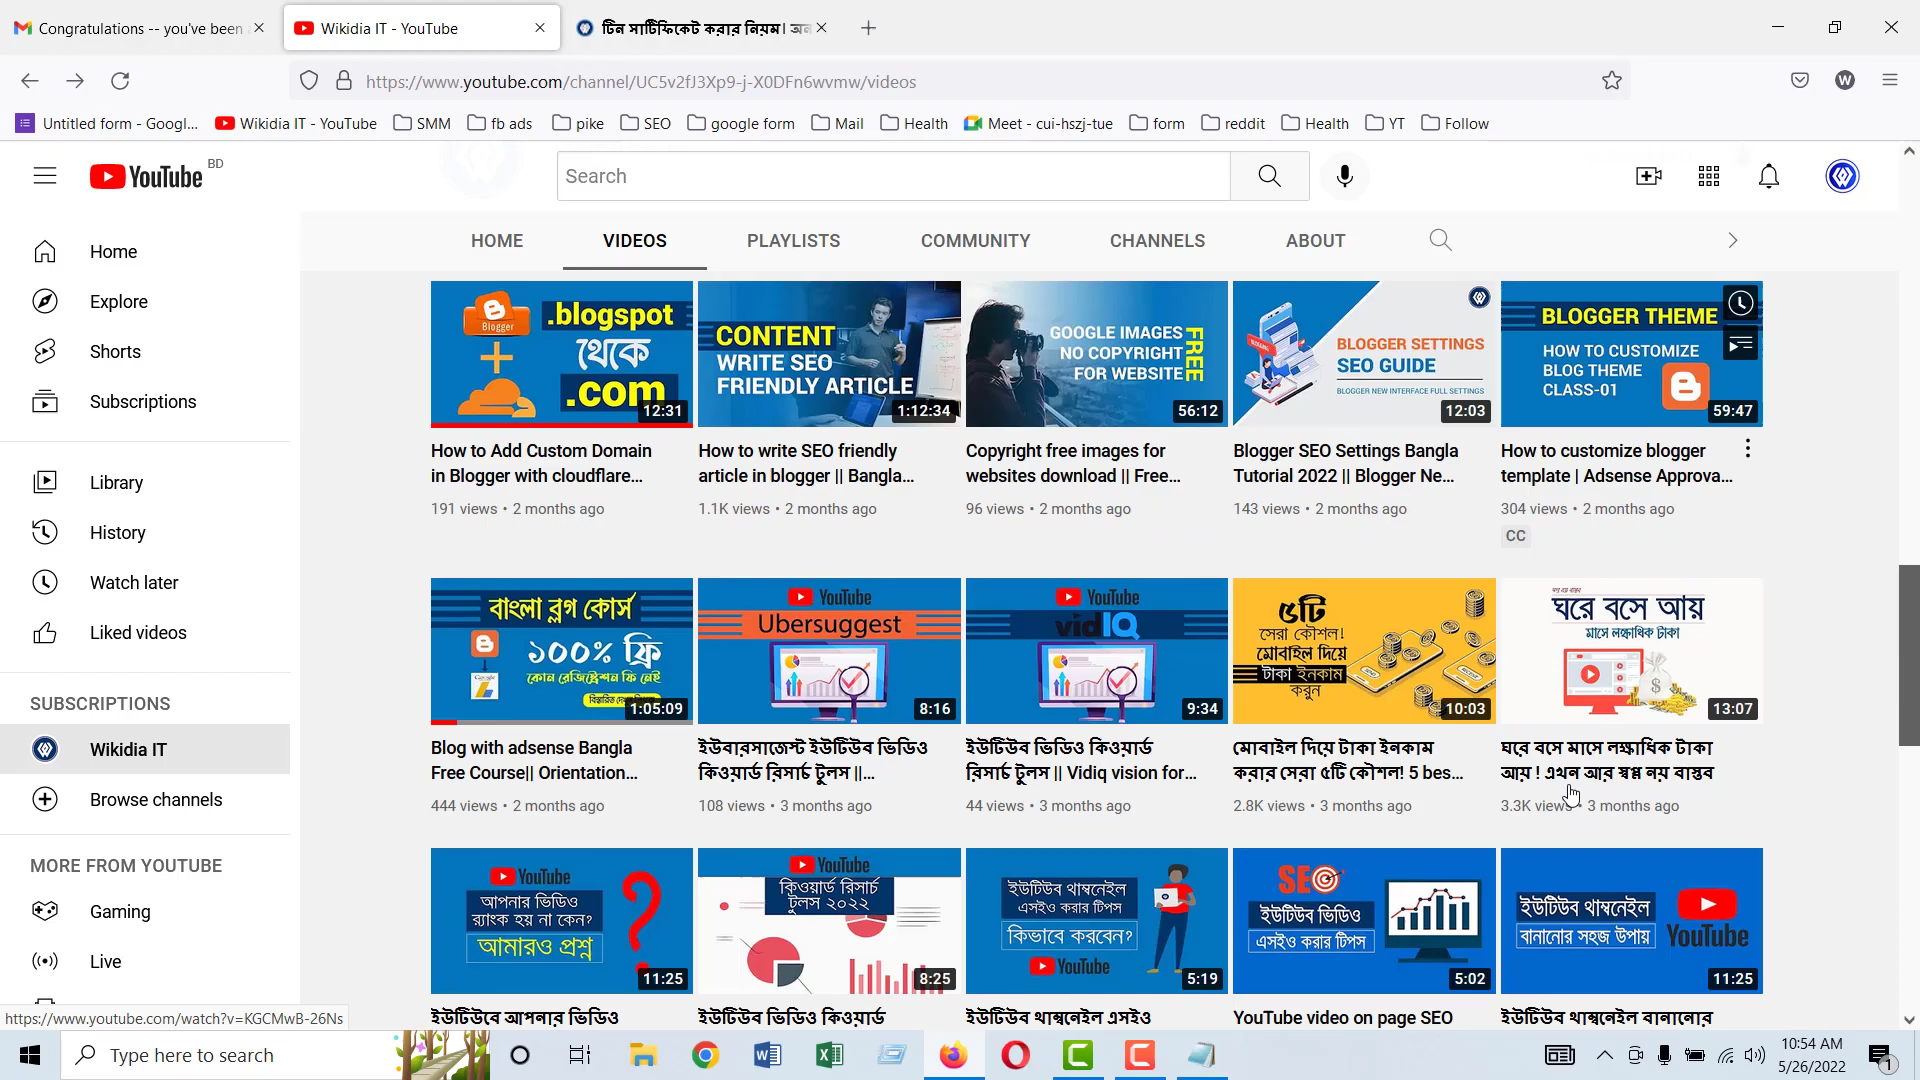 Congratulations -- you've been
Wikidia IT - YouTube
টিন সার্টিফিকেট করার নিয়ম। অন
https://www.youtube.com/channel/UC5v2fJ3Xp9-j-X0DFn6wvmw/videos
W
Untitled form - Googl...
Wikidia IT - YouTube
SMM
fb ads
pike
SEO
google form
Mail
Health
Meet - cui-hszj-tue
form
reddit
Health
YT
Follow
YouTube BD
Search
HOME
VIDEOS
PLAYLISTS
COMMUNITY
CHANNELS
ABOUT
Home
Explore
Shorts
Subscriptions
Library
History
Watch later
Liked videos
SUBSCRIPTIONS
Wikidia IT
Browse channels
MORE FROM YOUTUBE
Gaming
Live
Blogger
.blogspot
থেকে
.com
12:31
How to Add Custom Domain
in Blogger with cloudflare...
191 views • 2 months ago
CONTENT
WRITE SEO
FRIENDLY ARTICLE
1:12:34
How to write SEO friendly
article in blogger || Bangla...
1.1K views • 2 months ago
GOOGLE IMAGES
NO COPYRIGHT
FOR WEBSITE
FREE
56:12
Copyright free images for
websites download || Free...
96 views • 2 months ago
BLOGGER SETTINGS
SEO GUIDE
BLOGGER NEW INTERFACE FULL SETTINGS
12:03
Blogger SEO Settings Bangla
Tutorial 2022 || Blogger Ne...
143 views • 2 months ago
BLOGGER THEME
HOW TO CUSTOMIZE
BLOG THEME
CLASS-01
59:47
How to customize blogger
template | Adsense Approva...
304 views • 2 months ago
CC
বাংলা ব্লগ কোর্স
১০০% ফ্রি
কোন রেজিষ্ট্রেশন ফি নেই
1:05:09
Blog with adsense Bangla
Free Course|| Orientation...
444 views • 2 months ago
YouTube
Ubersuggest
8:16
ইউবারসাজেস্ট ইউটিউব ভিডিও
কিওয়ার্ড রিসার্চ টুলস ||...
108 views • 3 months ago
YouTube
vidIQ
9:34
ইউটিউব ভিডিও কিওয়ার্ড
রিসার্চ টুলস || Vidiq vision for...
44 views • 3 months ago
৫টি
সেরা কৌশল!
মোবাইল দিয়ে
টাকা ইনকাম
করুন
10:03
মোবাইল দিয়ে টাকা ইনকাম
করার সেরা ৫টি কৌশল! 5 bes...
2.8K views • 3 months ago
ঘরে বসে আয়
মাসে লক্ষাধিক টাকা
13:07
ঘরে বসে মাসে লক্ষাধিক টাকা
আয় ! এখন আর স্বপ্ন নয় বাস্তব
3.3K views • 3 months ago
YouTube
আপনার ভিডিও
র‍্যাংক হয় না কেন?
আমারও প্রশ্ন
?
11:25
ইউটিউবে আপনার ভিডিও
YouTube
কিওয়ার্ড রিসার্চ
টুলস ২০২২
8:25
ইউটিউব ভিডিও কিওয়ার্ড
ইউটিউব থাম্বনেইল
এসইও করার টিপস
কিভাবে করবেন?
YouTube
5:19
ইউটিউব থাম্বনেইল এসইও
SEO
ইউটিউব ভিডিও
এসইও করার টিপস
5:02
YouTube video on page SEO
ইউটিউব থাম্বনেইল
বানানোর সহজ উপায়
YouTube
11:25
ইউটিউব থাম্বনেইল বানানোর
https://www.youtube.com/watch?v=KGCMwB-26Ns
Type here to search
10:54 AM
5/26/2022
1